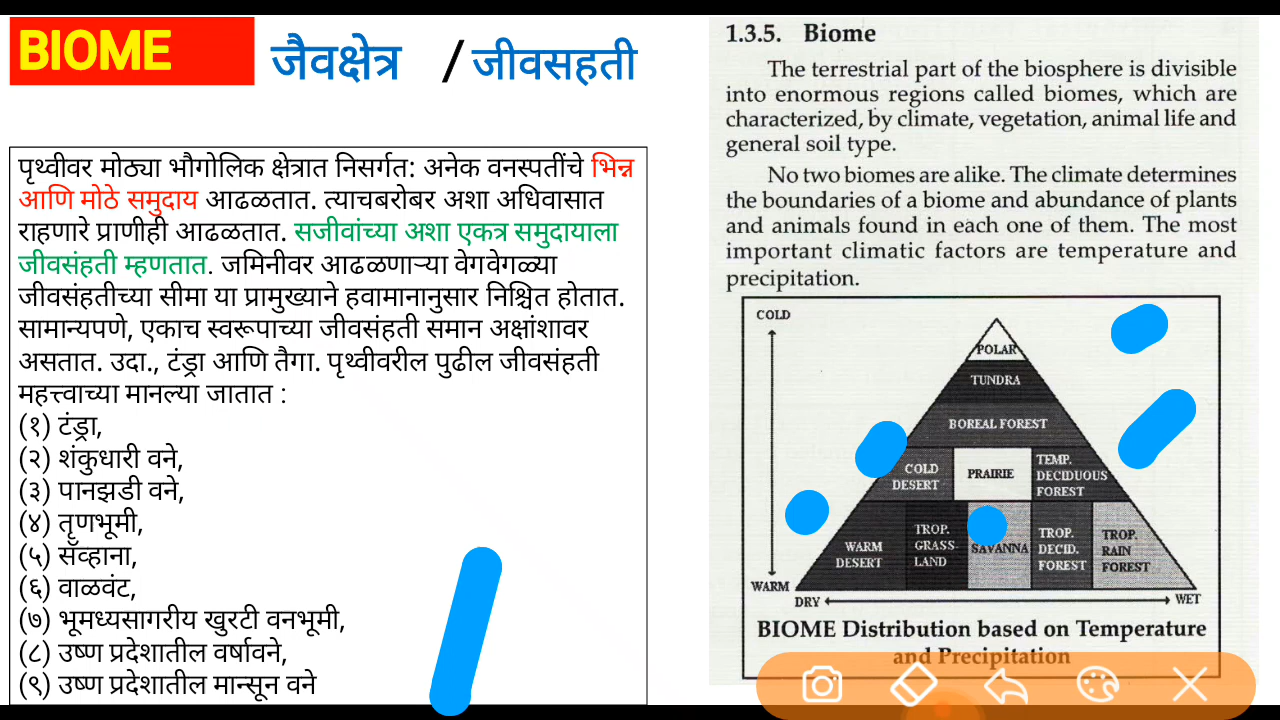 BIOME
जैवक्षेत्र / जीवसहती
पृथ्वीवर मोठ्या भौगोलिक क्षेत्रात निसर्गत: अनेक वनस्पतींचे भिन्न
आणि मोठे समुदाय आढळतात. त्याचबरोबर अशा अधिवासात
राहणारे प्राणीही आढळतात. सजीवांच्या अशा एकत्र समुदायाला
जीवसंहती म्हणतात. जमिनीवर आढळणाऱ्या वेगवेगळ्या
जीवसंहतीच्या सीमा या प्रामुख्याने हवामानानुसार निश्चित होतात.
सामान्यपणे, एकाच स्वरूपाच्या जीवसंहती समान अक्षांशावर
असतात. उदा., टंड्रा आणि तैगा. पृथ्वीवरील पुढील जीवसंहती
महत्त्वाच्या मानल्या जातात :
(१) टंड्रा,
(२) शंकुधारी वने,
(३) पानझडी वने,
(४) तृणभूमी,
(५) सॅव्हाना,
(६) वाळवंट,
(७) भूमध्यसागरीय खुरटी वनभूमी,
(८) उष्ण प्रदेशातील वर्षावने,
(९) उष्ण प्रदेशातील मान्सून वने
1.3.5. Biome
The terrestrial part of the biosphere is divisible
into enormous regions called biomes, which are
characterized, by climate, vegetation, animal life and
general soil type.
No two biomes are alike. The climate determines
the boundaries of a biome and abundance of plants
and animals found in each one of them. The most
important climatic factors are temperature and
precipitation.
COLD
POLAR
TUNDRA
BOREAL FOREST
COLD
DESERT
PRAIRIE
TEMP.
DECIDUOUS
FOREST
WARM
DESERT
TROP.
GRASS-
LAND
SAVANNA
TROP.
DECID.
FOREST
TROP.
RAIN
FOREST
WARM
DRY
WET
BIOME Distribution based on Temperature
and Precipitation